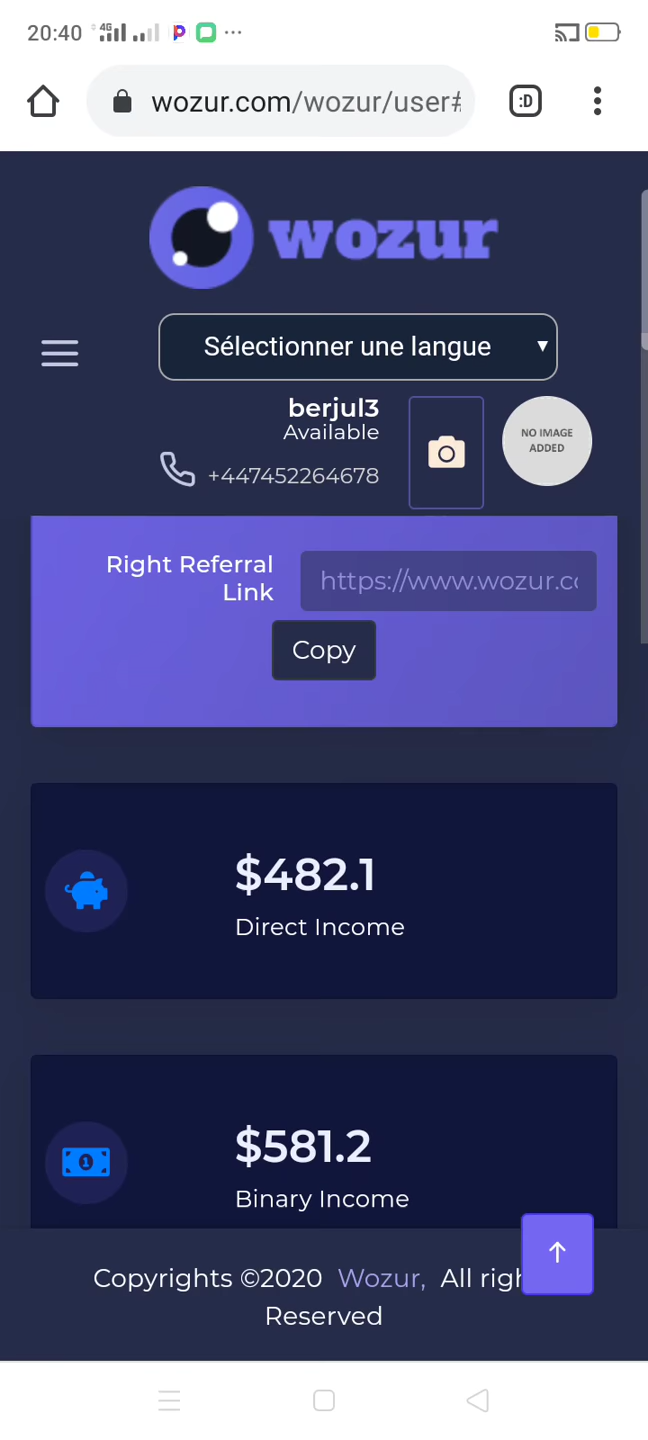 20:40
4G
wozur.com/wozur/user#
:D
wozur
Sélectionner une langue
berjul3
Available
NO IMAGE
ADDED
+447452264678
Right Referral
Link
https://www.wozur.co
Copy
$482.1
Direct Income
$581.2
Binary Income
Copyrights ©2020 Wozur, All righ
Reserved